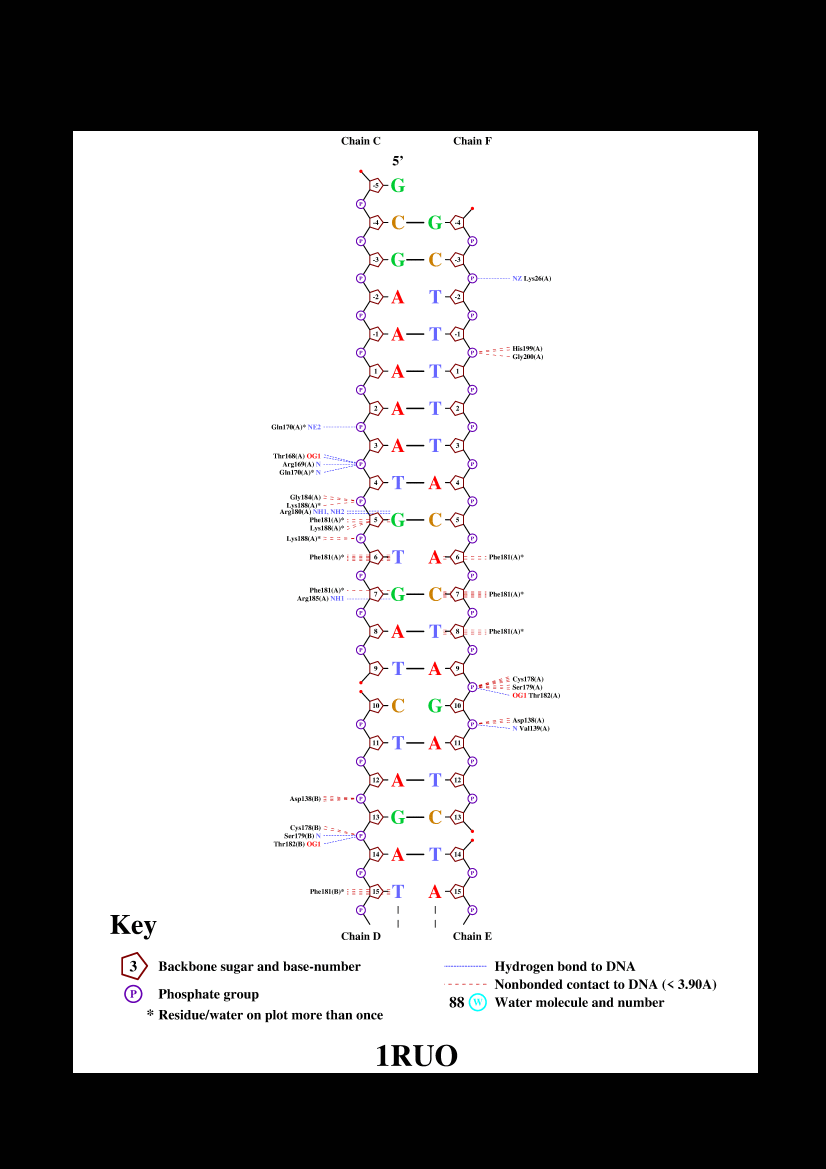 Chain C Chain F
5’
-5 G
P
-4 C G -4
P P
-3 G C -3
P P NZ Lys26(A)
-2 A T -2
P P
-1 A T -1
His199(A)
P P
Gly200(A)
1 A T 1
P P
2 A T 2
Gln170(A)* NE2 P P
3 A T 3
Thr168(A) OG1
Arg169(A) N P P
Gln170(A)* N
4 T A 4
Gly184(A)
P P
Lys188(A)*
Arg180(A) NH1, NH2
Phe181(A)* 5 G C 5
Lys188(A)*
Lys188(A)* P P
Phe181(A)* 6 T A 6 Phe181(A)*
P P
Phe181(A)*
7 G C 7 Phe181(A)*
Arg185(A) NH1
P P
8 A T 8 Phe181(A)*
P P
9 T A 9
Cys178(A)
P Ser179(A)
OG1 Thr182(A)
10 C G 10
Asp138(A)
P P
N Val139(A)
11 T A 11
P P
12 A T 12
Asp138(B) P P
13 G C 13
Cys178(B)
Ser179(B) N P
Thr182(B) OG1
14 A T 14
P P
Phe181(B)* 15 T A 15
P P
Chain D Chain E
Key
3 Backbone sugar and base-number
P Phosphate group
* Residue/water on plot more than once
Hydrogen bond to DNA
Nonbonded contact to DNA (< 3.90A)
88 W Water molecule and number
1RUO